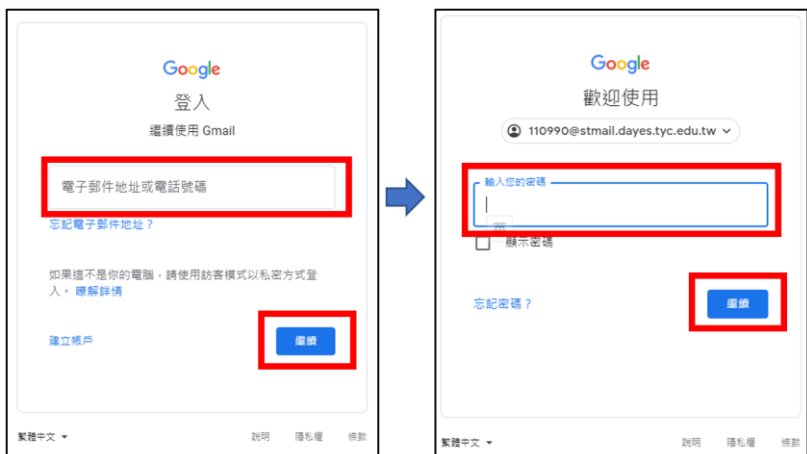 Google
登入
繼續使用 Gmail
電子郵件地址或電話號碼
忘記電子郵件地址？
如果這不是你的電腦，請使用訪客模式以私密方式登
入。 瞭解詳情
建立帳戶
繼續
繁體中文
說明 隱私權 條款
Google
歡迎使用
110990@stmail.dayes.tyc.edu.tw
輸入您的密碼
英
顯示密碼
忘記密碼？
繼續
繁體中文
說明 隱私權 條款